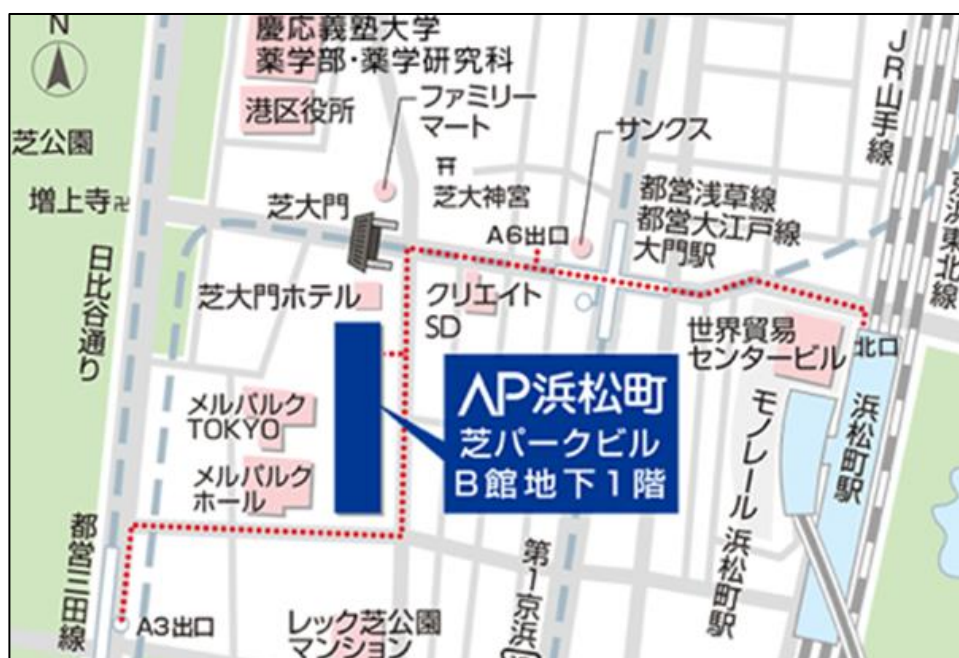 N
慶応義塾大学
薬学部・薬学研究科
港区役所
ファミリー
マート
サンクス
JR山手線
京浜東北線
芝公園
増上寺卍
芝大門
芝大神宮
A6出口
都営浅草線
都営大江戸線
大門駅
日比谷通り
芝大門ホテル
クリエイト
SD
世界貿易
センタービル
北口
浜松町駅
モノレール浜松町駅
AP浜松町
芝パークビル
B館地下1階
メルパルク
TOKYO
メルパルク
ホール
都営三田線
A3出口
レック芝公園
マンション
第1京浜